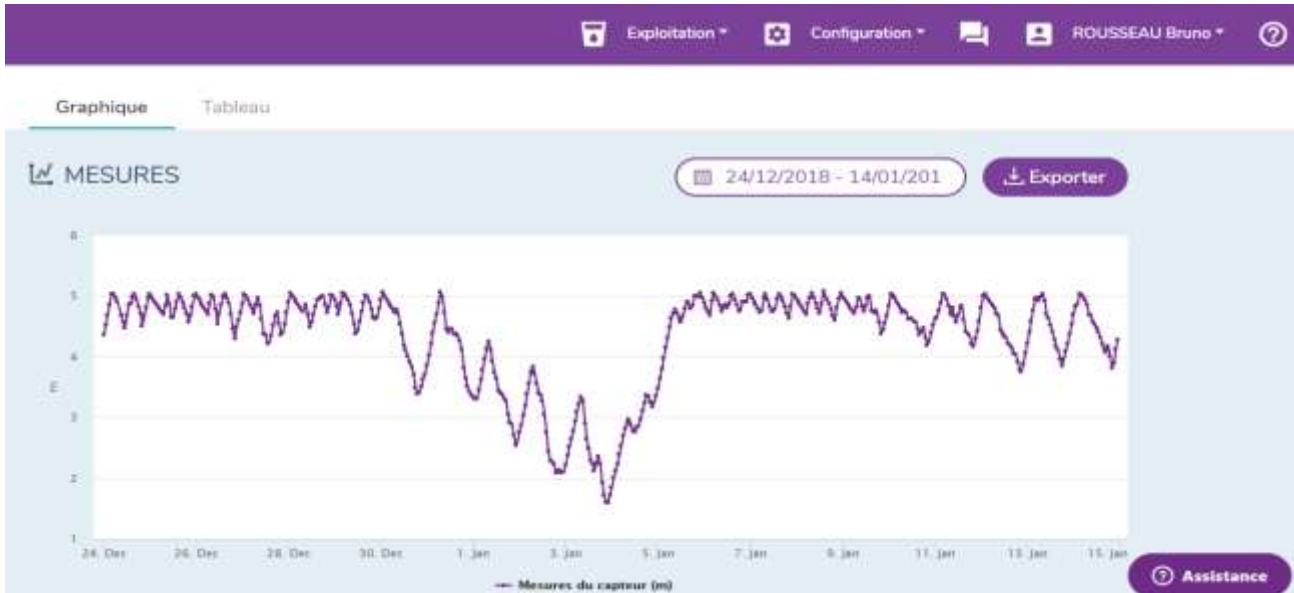 Exploitation Configuration ROUSSEAU Bruno
Graphique Tableau
MESURES
24/12/2018 - 14/01/201
Exporter
6
5
4
m
3
2
1
24. Dec 26. Dec 28. Dec 30. Dec 1. Jan 3. Jan 5. Jan 7. Jan 9. Jan 11. Jan 13. Jan 15. Jan
Mesures du capteur (m)
Assistance